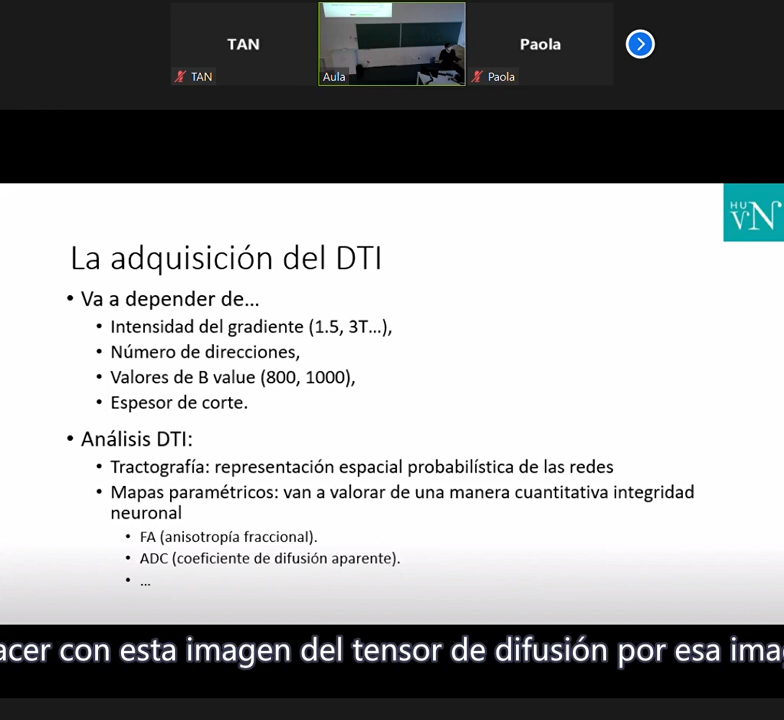 TAN
Paola
TAN
Aula
Paola
HU
VN
La adquisición del DTI
• Va a depender de...
• Intensidad del gradiente (1.5, 3T...),
• Número de direcciones,
• Valores de B value (800, 1000),
• Espesor de corte.
• Análisis DTI:
• Tractografía: representación espacial probabilística de las redes
• Mapas paramétricos: van a valorar de una manera cuantitativa integridad
neuronal
• FA (anisotropía fraccional).
• ADC (coeficiente de difusión aparente).
• ...
acer con esta imagen del tensor de difusión por esa ima